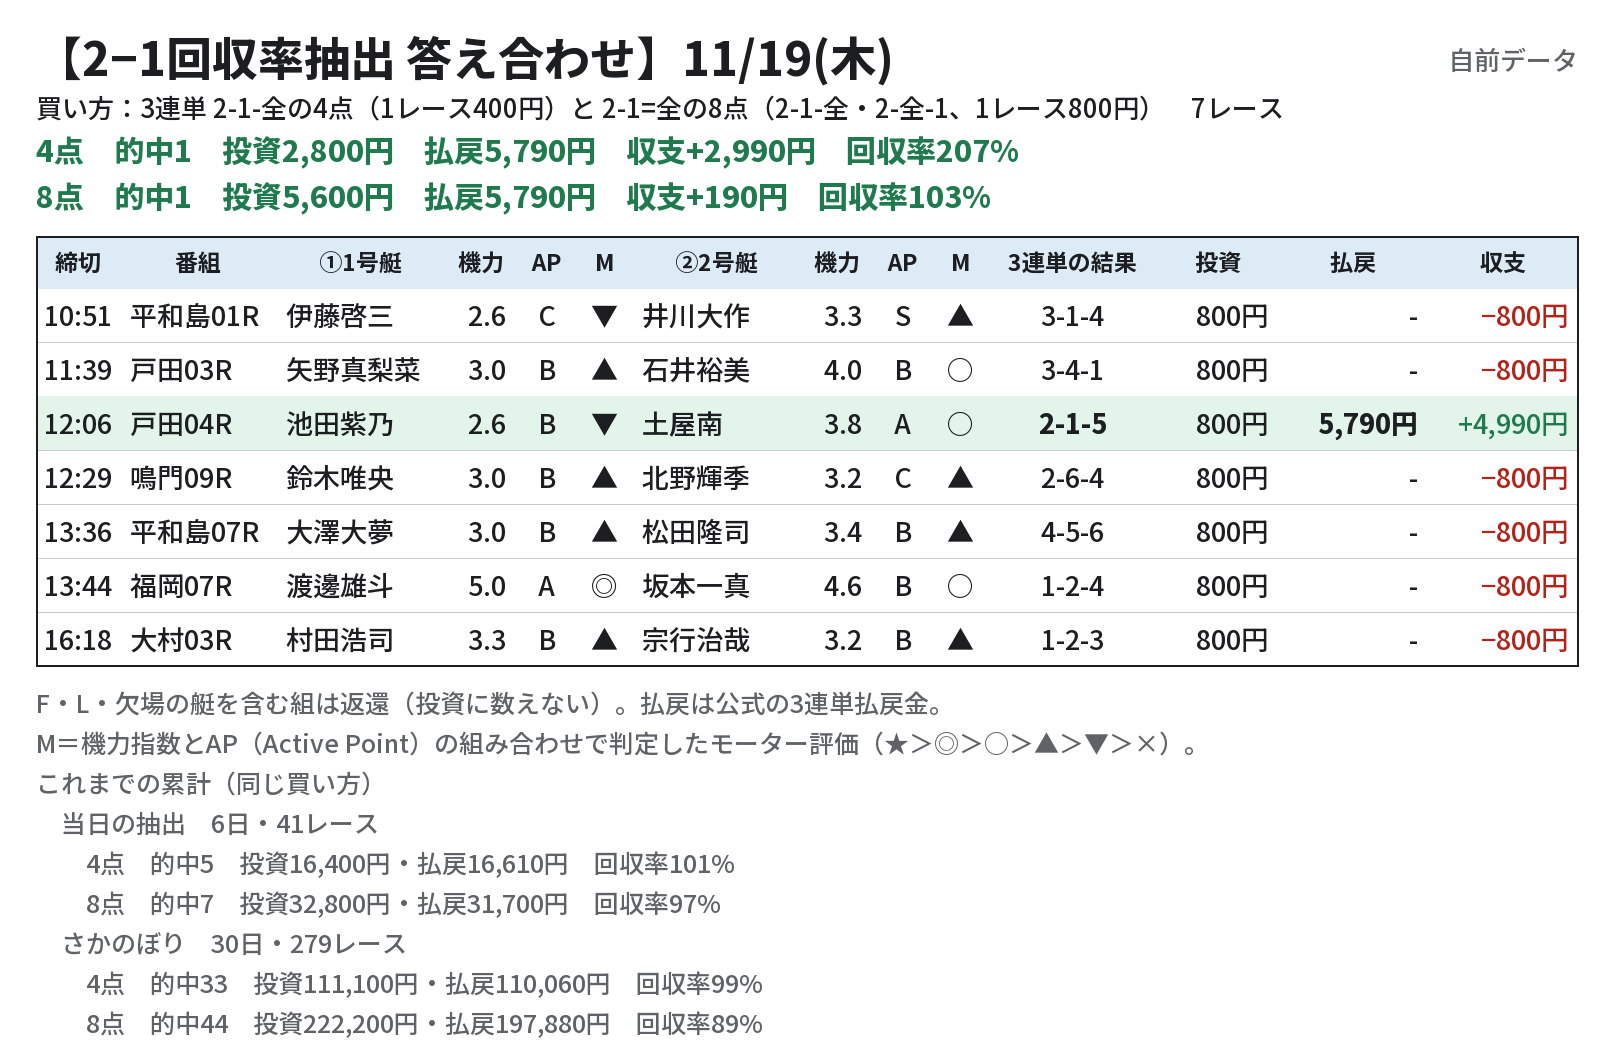 【2−1回収率抽出 答え合わせ】11/19(木)
自前データ
買い方：3連単 2-1-全の4点（1レース400円）と 2-1=全の8点（2-1-全・2-全-1、1レース800円）　7レース
4点　的中1　投資2,800円　払戻5,790円　収支+2,990円　回収率207%
8点　的中1　投資5,600円　払戻5,790円　収支+190円　回収率103%
締切　番組　①1号艇　機力　AP　M　②2号艇　機力　AP　M　3連単の結果　投資　払戻　収支
10:51　平和島01R　伊藤啓三　2.6　C　▼　井川大作　3.3　S　▲　3-1-4　800円　-　−800円
11:39　戸田03R　矢野真梨菜　3.0　B　▲　石井裕美　4.0　B　○　3-4-1　800円　-　−800円
12:06　戸田04R　池田紫乃　2.6　B　▼　土屋南　3.8　A　○　2-1-5　800円　5,790円　+4,990円
12:29　鳴門09R　鈴木唯央　3.0　B　▲　北野輝季　3.2　C　▲　2-6-4　800円　-　−800円
13:36　平和島07R　大澤大夢　3.0　B　▲　松田隆司　3.4　B　▲　4-5-6　800円　-　−800円
13:44　福岡07R　渡邊雄斗　5.0　A　◎　坂本一真　4.6　B　○　1-2-4　800円　-　−800円
16:18　大村03R　村田浩司　3.3　B　▲　宗行治哉　3.2　B　▲　1-2-3　800円　-　−800円
F・L・欠場の艇を含む組は返還（投資に数えない）。払戻は公式の3連単払戻金。
M＝機力指数とAP（Active Point）の組み合わせで判定したモーター評価（★＞◎＞○＞▲＞▼＞×）。
これまでの累計（同じ買い方）
当日の抽出　6日・41レース
4点　的中5　投資16,400円・払戻16,610円　回収率101%
8点　的中7　投資32,800円・払戻31,700円　回収率97%
さかのぼり　30日・279レース
4点　的中33　投資111,100円・払戻110,060円　回収率99%
8点　的中44　投資222,200円・払戻197,880円　回収率89%